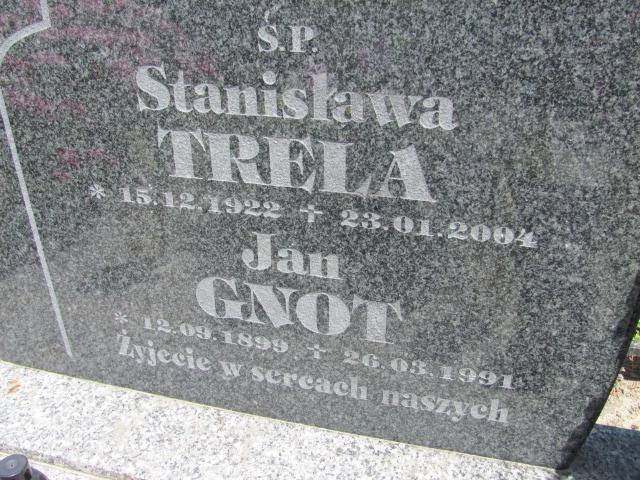 Ś.P.
Stanisława
TRELA
* 15.12.1922 + 23.01.2004
Jan
GNOT
* 12.09.1899 + 26.03.1991
Żyjecie w sercach naszych